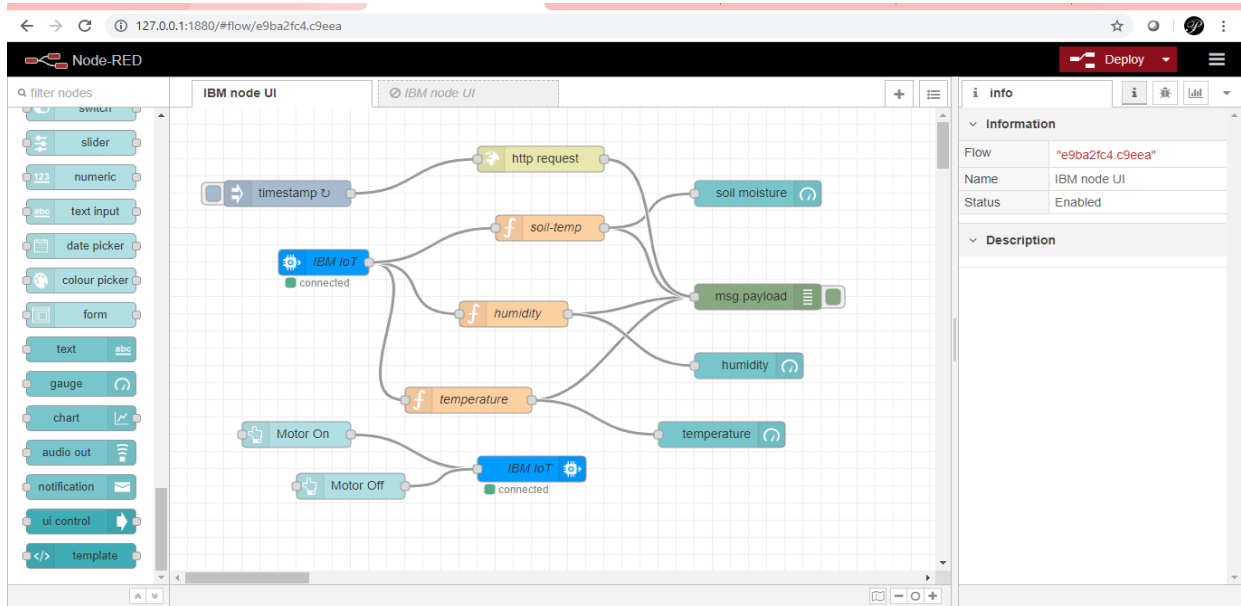 127.0.0.1:1880/#flow/e9ba2fc4.c9eea
Node-RED
Deploy
filter nodes
switch
slider
123 numeric
abc text input
date picker
colour picker
form
text abc
gauge
chart
audio out
notification
ui control
</> template
IBM node UI
IBM node UI
http request
timestamp ↻
soil moisture
f soil-temp
IBM IoT
connected
msg.payload
f humidity
humidity
f temperature
Motor On
temperature
IBM IoT
Motor Off
connected
i info
i
Information
Flow "e9ba2fc4.c9eea"
Name IBM node UI
Status Enabled
Description